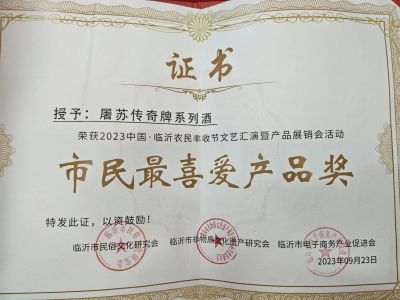 证书
授予：屠苏传奇牌系列酒
荣获2023中国·临沂农民丰收节文艺汇演暨产品展销会活动
市民最喜爱产品奖
特发此证，以资鼓励！
临沂市民俗文化研究会 临沂市非物质文化遗产研究会 临沂市电子商务产业促进会
2023年09月23日